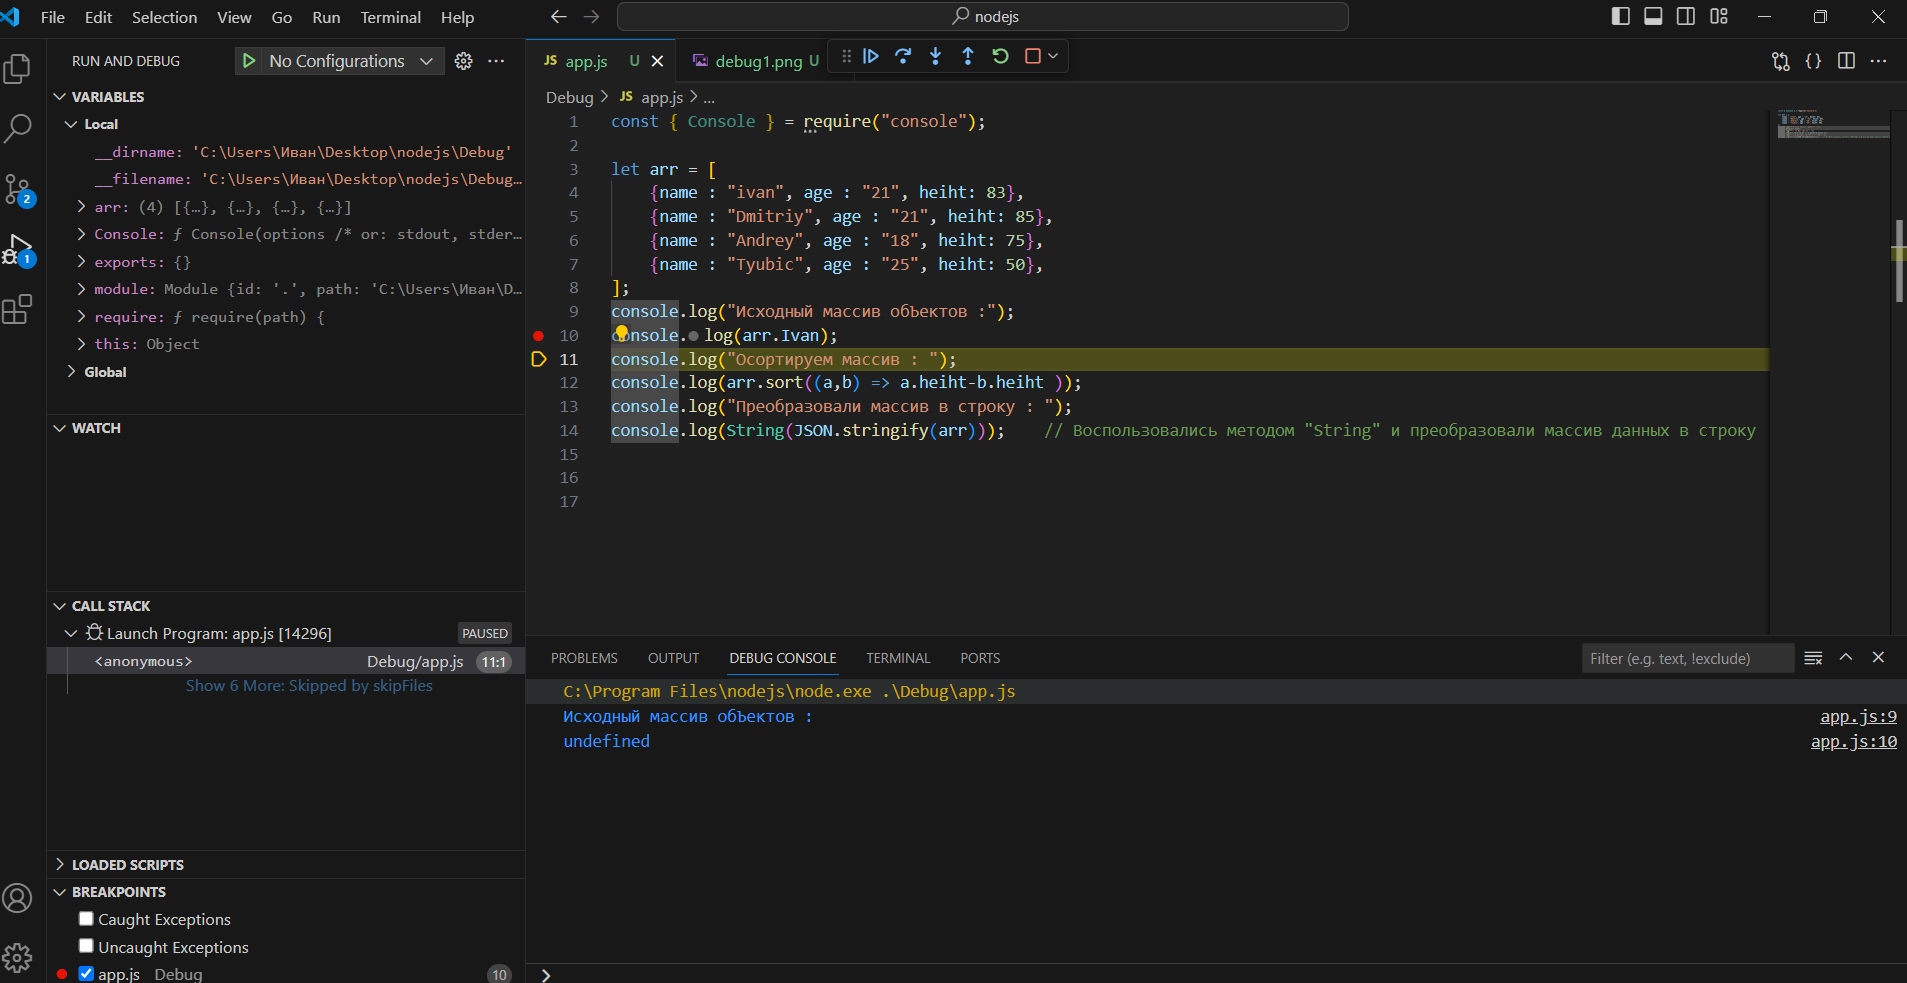 File Edit Selection View Go Run Terminal Help
nodejs
RUN AND DEBUG
No Configurations
VARIABLES
Local
__dirname: 'C:\Users\Иван\Desktop\nodejs\Debug'
__filename: 'C:\Users\Иван\Desktop\nodejs\Debug…
arr: (4) [{…}, {…}, {…}, {…}]
Console: ƒ Console(options /* or: stdout, stder…
exports: {}
module: Module {id: '.', path: 'C:\Users\Иван\D…
require: ƒ require(path) {
this: Object
Global
WATCH
CALL STACK
Launch Program: app.js [14296] PAUSED
<anonymous> Debug/app.js 11:1
Show 6 More: Skipped by skipFiles
LOADED SCRIPTS
BREAKPOINTS
Caught Exceptions
Uncaught Exceptions
app.js Debug 10
2
1
JS app.js U debug1.png U
Debug > JS app.js > ...
1 const { Console } = require("console");
2
3 let arr = [
4 {name : "ivan", age : "21", heiht: 83},
5 {name : "Dmitriy", age : "21", heiht: 85},
6 {name : "Andrey", age : "18", heiht: 75},
7 {name : "Tyubic", age : "25", heiht: 50},
8 ];
9 console.log("Исходный массив объектов :");
10 console.log(arr.Ivan);
11 console.log("Осортируем массив : ");
12 console.log(arr.sort((a,b) => a.heiht-b.heiht ));
13 console.log("Преобразовали массив в строку : ");
14 console.log(String(JSON.stringify(arr))); // Воспользовались методом "String" и преобразовали массив данных в строку
15
16
17
PROBLEMS OUTPUT DEBUG CONSOLE TERMINAL PORTS
Filter (e.g. text, !exclude)
C:\Program Files\nodejs\node.exe .\Debug\app.js
Исходный массив объектов : app.js:9
undefined app.js:10